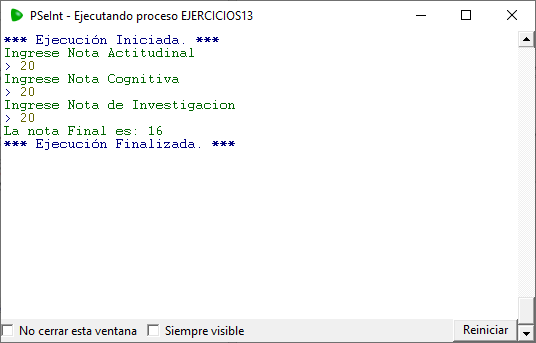 PSeInt - Ejecutando proceso EJERCICIOS13
*** Ejecución Iniciada. ***
Ingrese Nota Actitudinal
> 20
Ingrese Nota Cognitiva
> 20
Ingrese Nota de Investigacion
> 20
La nota Final es: 16
*** Ejecución Finalizada. ***
No cerrar esta ventana Siempre visible Reiniciar